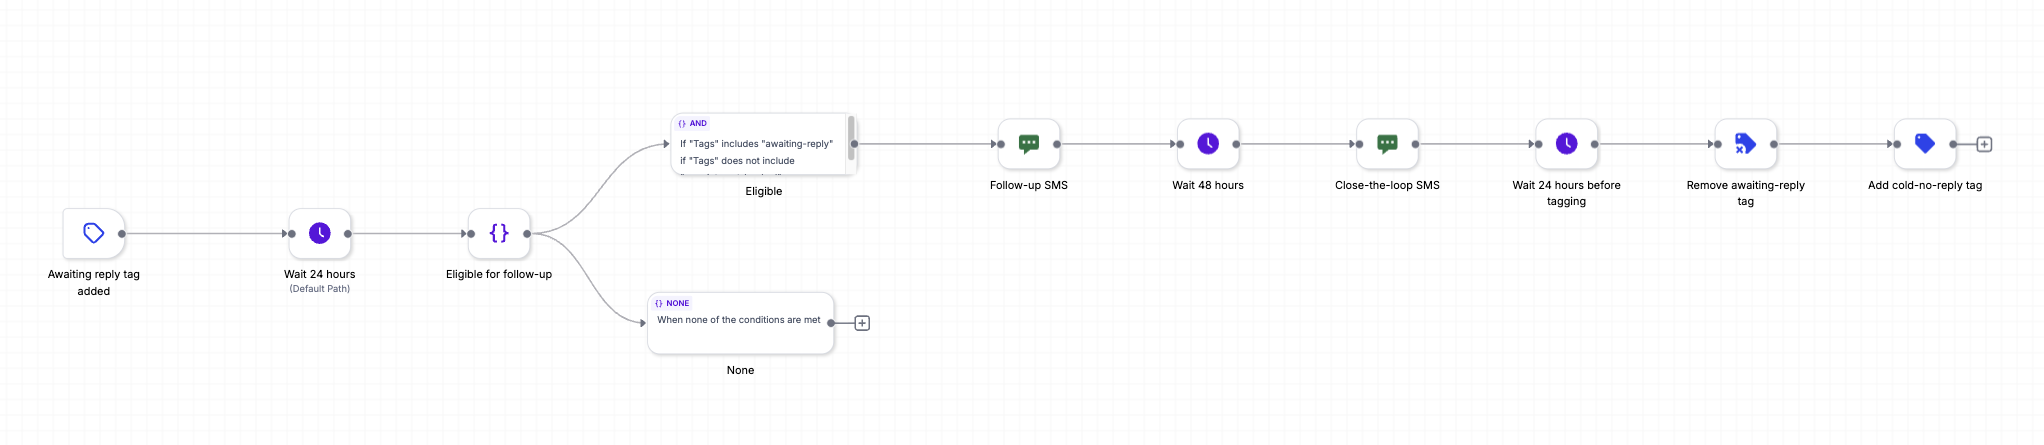 {} AND
If "Tags" includes "awaiting-reply"
if "Tags" does not include
Eligible
Follow-up SMS
Wait 48 hours
Close-the-loop SMS
Wait 24 hours before
tagging
Remove awaiting-reply
tag
Add cold-no-reply tag
Awaiting reply tag
added
Wait 24 hours
(Default Path)
{}
Eligible for follow-up
{} NONE
When none of the conditions are met
None